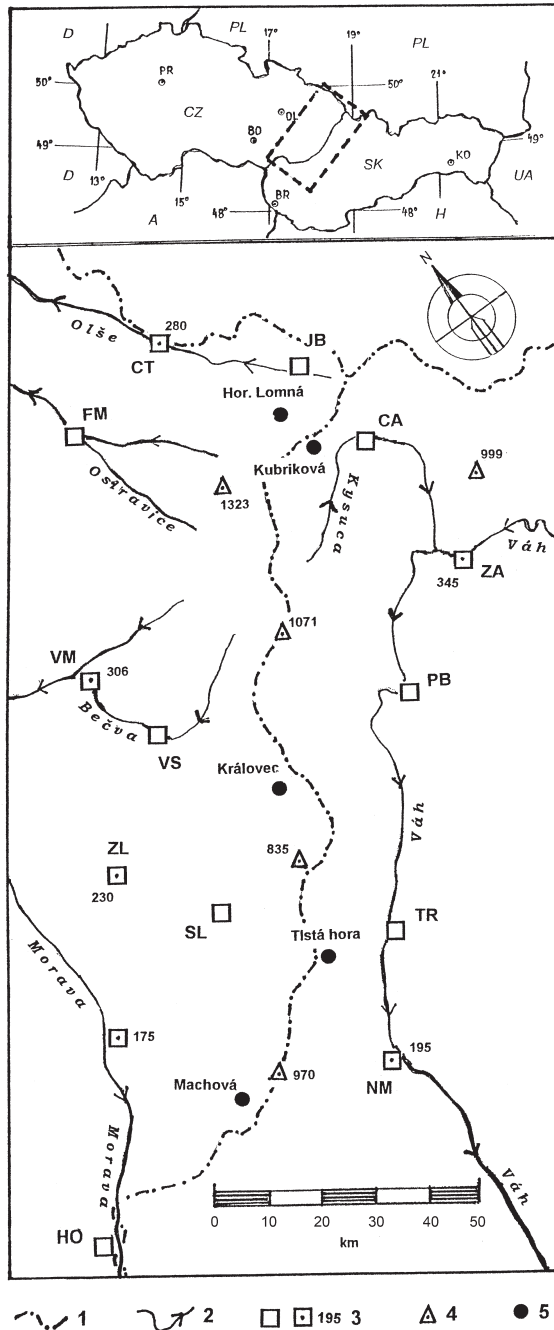 D
PL
17°
19°
PL
50°
PR
50°
21°
CZ
OL
BO
49°
49°
SK
KO
D
13°
15°
UA
BR
A
48°
48°
H
N
280
Olše
JB
CT
Hor. Lomná
FM
CA
Kubriková
999
1323
Ostravice
Kysuca
Váh
345
ZA
1071
VM
306
PB
Bečva
VS
Královec
Váh
835
ZL
230
TR
SL
Tlstá hora
Morava
175
195
970
NM
Machová
Morava
Váh
HO
0 10 20 30 40 50
km
1 2 195 3 4 5